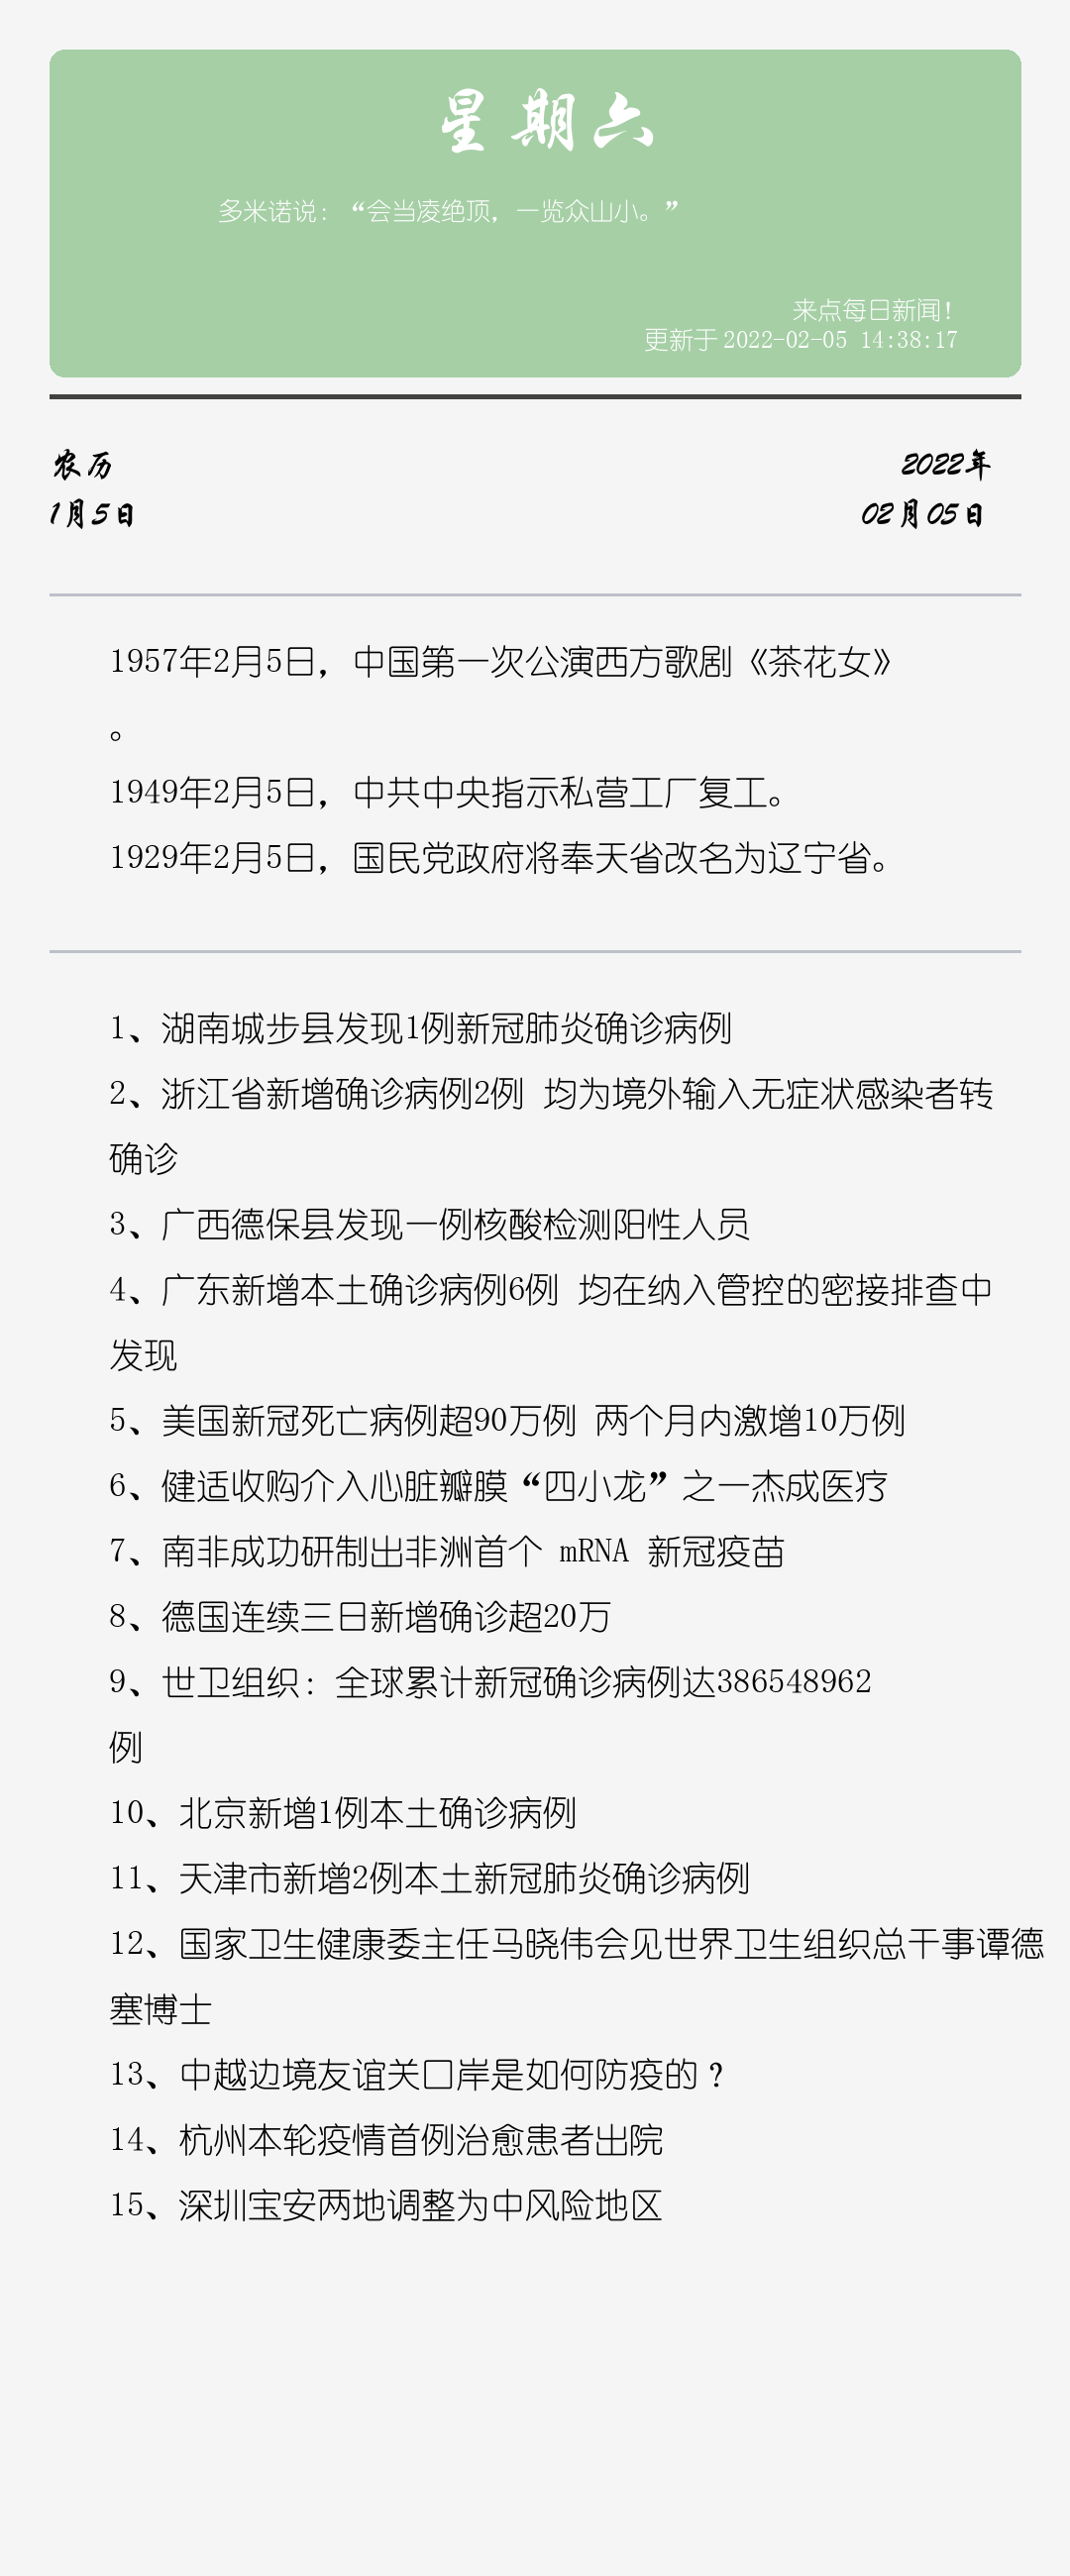 星期六
多米诺说：“会当凌绝顶，一览众山小。”
来点每日新闻！
更新于2022-02-05 14:38:17
农历
2022年
1月5日
02月05日
1957年2月5日，中国第一次公演西方歌剧《茶花女》
。
1949年2月5日，中共中央指示私营工厂复工。
1929年2月5日，国民党政府将奉天省改名为辽宁省。
1、湖南城步县发现1例新冠肺炎确诊病例
2、浙江省新增确诊病例2例 均为境外输入无症状感染者转
确诊
3、广西德保县发现一例核酸检测阳性人员
4、广东新增本土确诊病例6例 均在纳入管控的密接排查中
发现
5、美国新冠死亡病例超90万例 两个月内激增10万例
6、健适收购介入心脏瓣膜“四小龙”之一杰成医疗
7、南非成功研制出非洲首个 mRNA 新冠疫苗
8、德国连续三日新增确诊超20万
9、世卫组织：全球累计新冠确诊病例达386548962
例
10、北京新增1例本土确诊病例
11、天津市新增2例本土新冠肺炎确诊病例
12、国家卫生健康委主任马晓伟会见世界卫生组织总干事谭德
塞博士
13、中越边境友谊关口岸是如何防疫的？
14、杭州本轮疫情首例治愈患者出院
15、深圳宝安两地调整为中风险地区